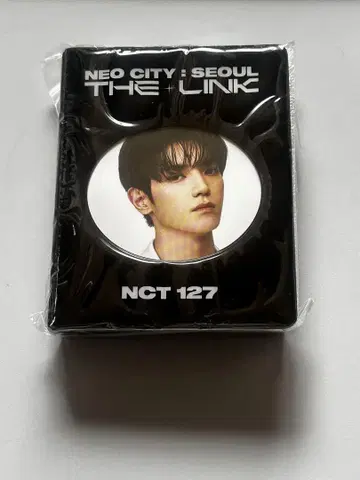 NEO CITY : SEOUL
THE LINK
NCT 127